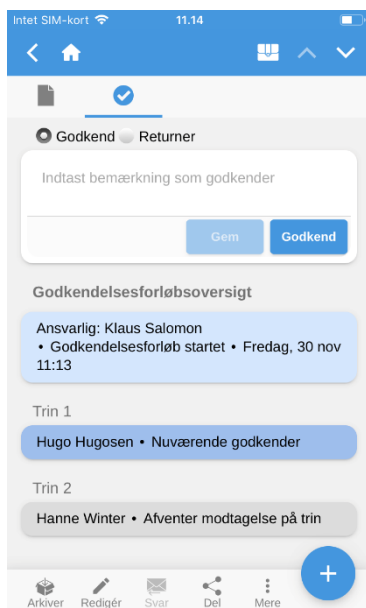 Intet SIM-kort 11.14
Godkend Returner
Indtast bemærkning som godkender
Gem Godkend
Godkendelsesforløbsoversigt
Ansvarlig: Klaus Salomon
• Godkendelsesforløb startet • Fredag, 30 nov
11:13
Trin 1
Hugo Hugosen • Nuværende godkender
Trin 2
Hanne Winter • Afventer modtagelse på trin
+
Arkiver Redigér Svar Del Mere